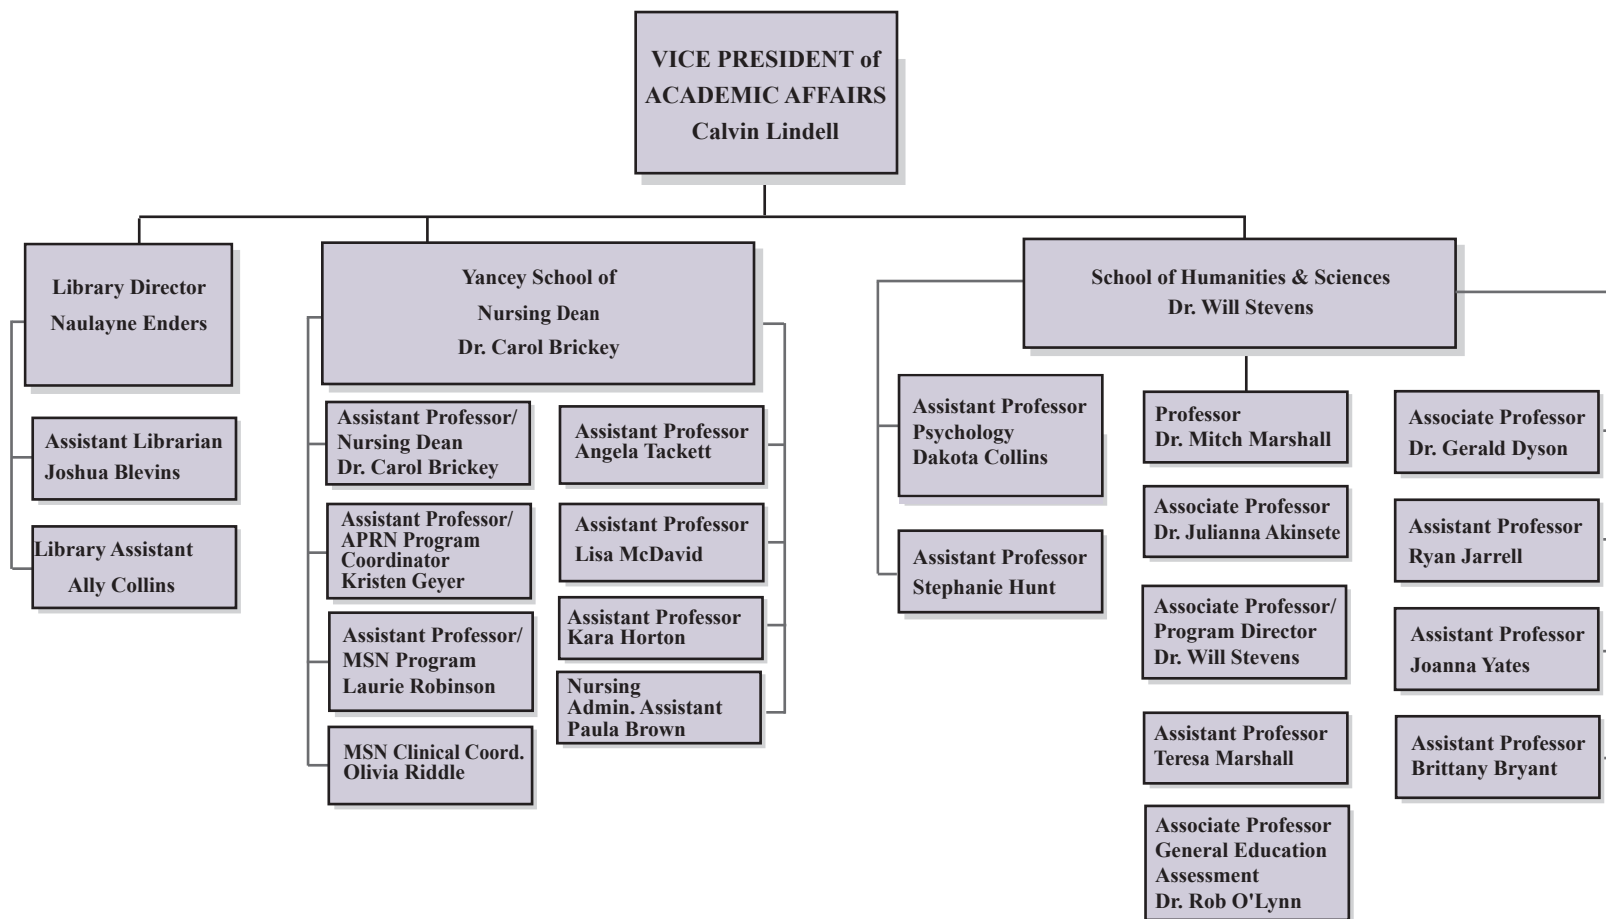 VICE PRESIDENT of
ACADEMIC AFFAIRS
Calvin Lindell
Library Director
Naulayne Enders
Assistant Librarian
Joshua Blevins
Library Assistant
Ally Collins
Yancey School of
Nursing Dean
Dr. Carol Brickey
Assistant Professor/
Nursing Dean
Dr. Carol Brickey
Assistant Professor/
APRN Program
Coordinator
Kristen Geyer
Assistant Professor/
MSN Program
Laurie Robinson
MSN Clinical Coord.
Olivia Riddle
Assistant Professor
Angela Tackett
Assistant Professor
Lisa McDavid
Assistant Professor
Kara Horton
Nursing
Admin. Assistant
Paula Brown
School of Humanities & Sciences
Dr. Will Stevens
Assistant Professor
Psychology
Dakota Collins
Assistant Professor
Stephanie Hunt
Professor
Dr. Mitch Marshall
Associate Professor
Dr. Julianna Akinsete
Associate Professor/
Program Director
Dr. Will Stevens
Assistant Professor
Teresa Marshall
Associate Professor
General Education
Assessment
Dr. Rob O'Lynn
Associate Professor
Dr. Gerald Dyson
Assistant Professor
Ryan Jarrell
Assistant Professor
Joanna Yates
Assistant Professor
Brittany Bryant